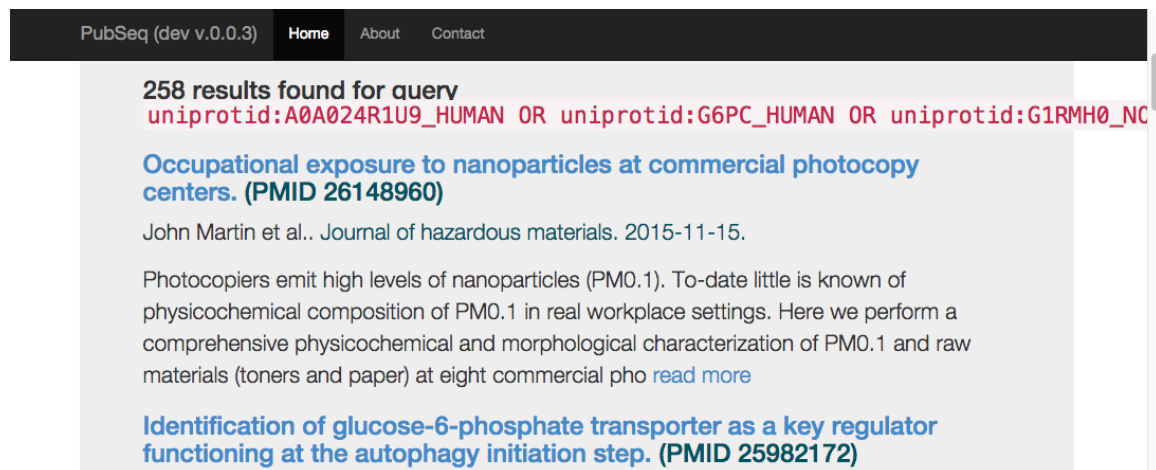 PubSeq (dev v.0.0.3) Home About Contact
258 results found for query
uniprotid:A0A024R1U9_HUMAN OR uniprotid:G6PC_HUMAN OR uniprotid:G1RMH0_NO
Occupational exposure to nanoparticles at commercial photocopy
centers. (PMID 26148960)
John Martin et al.. Journal of hazardous materials. 2015-11-15.
Photocopiers emit high levels of nanoparticles (PM0.1). To-date little is known of
physicochemical composition of PM0.1 in real workplace settings. Here we perform a
comprehensive physicochemical and morphological characterization of PM0.1 and raw
materials (toners and paper) at eight commercial pho read more
Identification of glucose-6-phosphate transporter as a key regulator
functioning at the autophagy initiation step. (PMID 25982172)